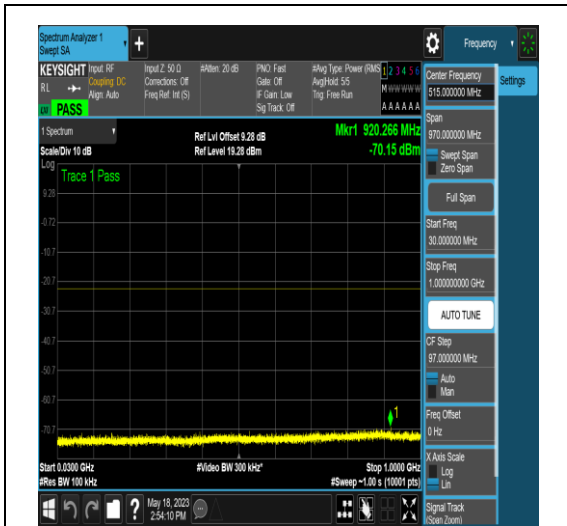 Spectrum Analyzer 1
Swept SA
+
Frequency
KEYSIGHT
RL
PASS
Input: RF
Coupling: DC
Align: Auto
Input Z: 50 Ω
Corrections: Off
Freq Ref: Int (S)
#Atten: 20 dB
PNO: Fast
Gate: Off
IF Gain: Low
Sig Track: Off
#Avg Type: Power (RMS
Avg|Hold: 5/5
Trig: Free Run
1 2 3 4 5 6
M W W W W W
A A A A A A
1 Spectrum
Scale/Div 10 dB
Ref Lvl Offset 9.28 dB
Ref Level 19.28 dBm
Mkr1 920.266 MHz
-70.15 dBm
Log
Trace 1 Pass
9.28
-0.72
-10.7
-20.7
-30.7
-40.7
-50.7
-60.7
-70.7
1
Start 0.0300 GHz
#Res BW 100 kHz
#Video BW 300 kHz*
Stop 1.0000 GHz
#Sweep ~1.00 s (10001 pts)
?
May 18, 2023
2:54:10 PM
Center Frequency
515.000000 MHz
Settings
Span
970.000000 MHz
Swept Span
Zero Span
Full Span
Start Freq
30.000000 MHz
Stop Freq
1.000000000 GHz
AUTO TUNE
CF Step
97.000000 MHz
Auto
Man
Freq Offset
0 Hz
X Axis Scale
Log
Lin
Signal Track
(Span Zoom)